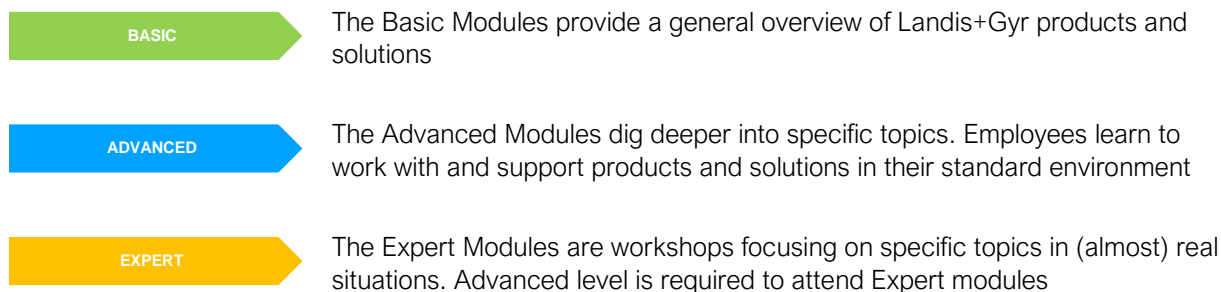 BASIC
The Basic Modules provide a general overview of Landis+Gyr products and
solutions
ADVANCED
The Advanced Modules dig deeper into specific topics. Employees learn to
work with and support products and solutions in their standard environment
EXPERT
The Expert Modules are workshops focusing on specific topics in (almost) real
situations. Advanced level is required to attend Expert modules